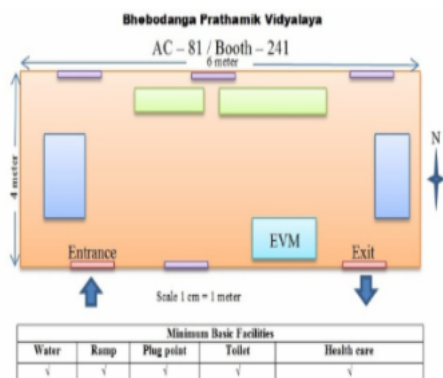 Bhebodanga Prathamik Vidyalaya
AC – 81 / Booth – 241
6 meter
4 meter
N
EVM
Entrance
Exit
Scale 1 cm = 1 meter
Minimum Basic Facilities
Water Ramp Plug point Toilet Health care
√ √ √ √ √